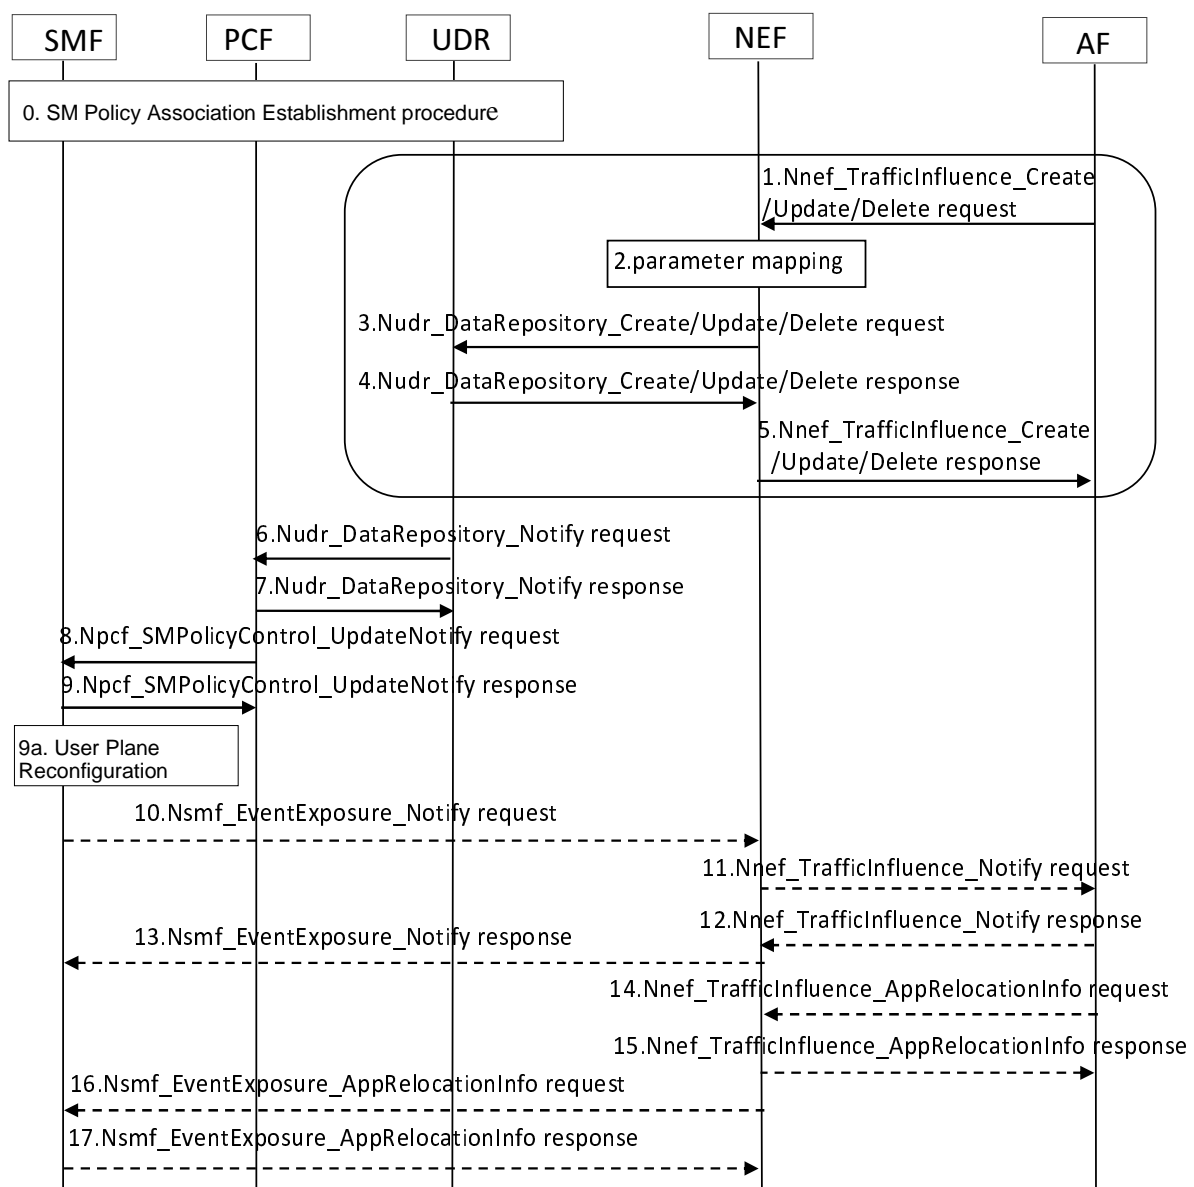 SMF PCF UDR NEF AF
0. SM Policy Association Establishment procedure
1.Nnef_TrafficInfluence_Create
/Update/Delete request
2.parameter mapping
3.Nudr_DataRepository_Create/Update/Delete request
4.Nudr_DataRepository_Create/Update/Delete response
5.Nnef_TrafficInfluence_Create
/Update/Delete response
6.Nudr_DataRepository_Notify request
7.Nudr_DataRepository_Notify response
8.Npcf_SMPolicyControl_UpdateNotify request
9.Npcf_SMPolicyControl_UpdateNotify response
9a. User Plane
Reconfiguration
10.Nsmf_EventExposure_Notify request
11.Nnef_TrafficInfluence_Notify request
12.Nnef_TrafficInfluence_Notify response
13.Nsmf_EventExposure_Notify response
14.Nnef_TrafficInfluence_AppRelocationInfo request
15.Nnef_TrafficInfluence_AppRelocationInfo response
16.Nsmf_EventExposure_AppRelocationInfo request
17.Nsmf_EventExposure_AppRelocationInfo response